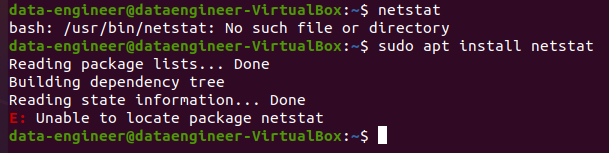 data-engineer@dataengineer-VirtualBox:~$ netstat
bash: /usr/bin/netstat: No such file or directory
data-engineer@dataengineer-VirtualBox:~$ sudo apt install netstat
Reading package lists... Done
Building dependency tree
Reading state information... Done
E: Unable to locate package netstat
data-engineer@dataengineer-VirtualBox:~$